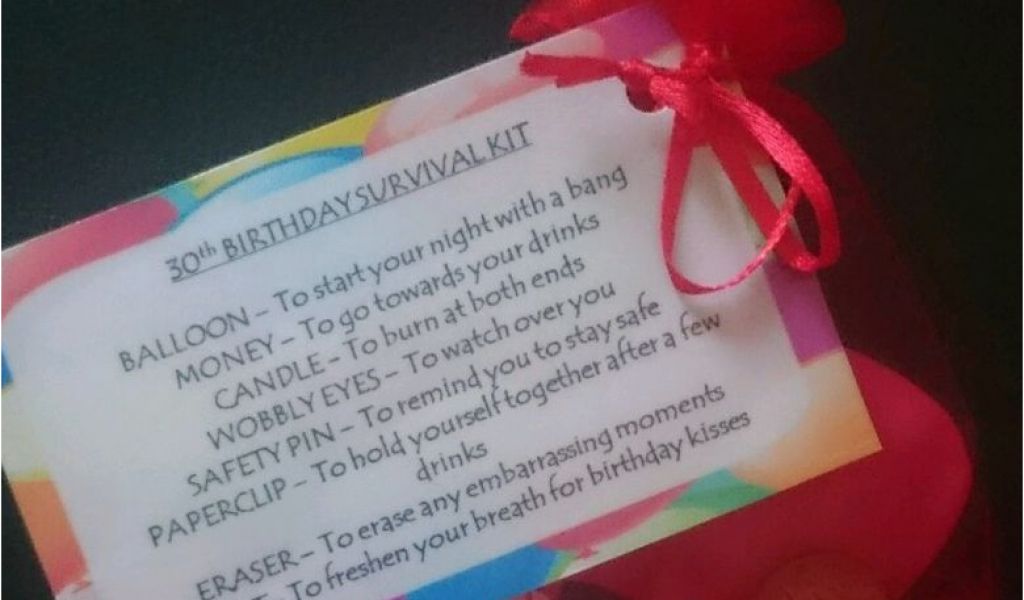 30th BIRTHDAY SURVIVAL KIT
BALLOON – To start your night with a bang
MONEY – To go towards your drinks
CANDLE – To burn at both ends
WOBBLY EYES – To watch over you
SAFETY PIN – To remind you to stay safe
PAPERCLIP – To hold yourself together after a few
drinks
ERASER – To erase any embarrassing moments
To freshen your breath for birthday kisses